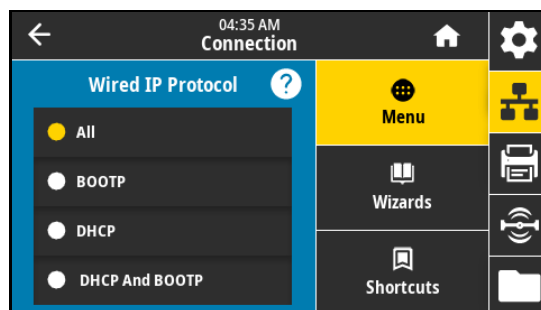 04:35 AM
Connection
Wired IP Protocol ?
All
BOOTP
DHCP
DHCP And BOOTP
Menu
Wizards
Shortcuts